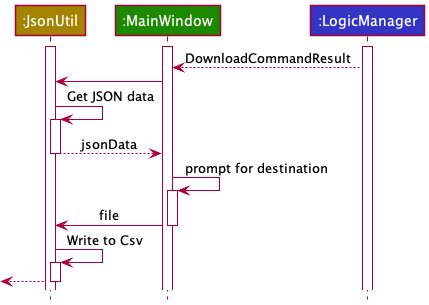 :JsonUtil
:MainWindow
:LogicManager
DownloadCommandResult
Get JSON data
jsonData
prompt for destination
file
Write to Csv